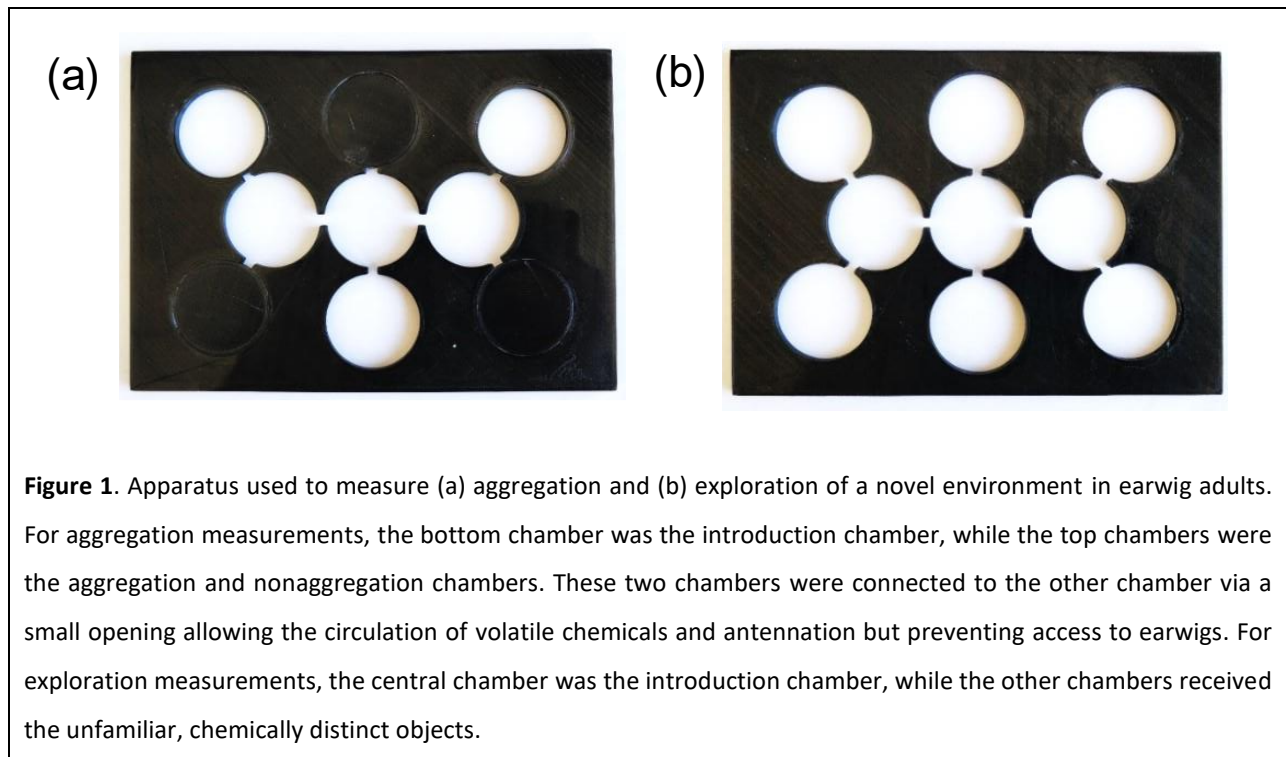 (a)
(b)
Figure 1. Apparatus used to measure (a) aggregation and (b) exploration of a novel environment in earwig adults.
For aggregation measurements, the bottom chamber was the introduction chamber, while the top chambers were
the aggregation and nonaggregation chambers. These two chambers were connected to the other chamber via a
small opening allowing the circulation of volatile chemicals and antennation but preventing access to earwigs. For
exploration measurements, the central chamber was the introduction chamber, while the other chambers received
the unfamiliar, chemically distinct objects.